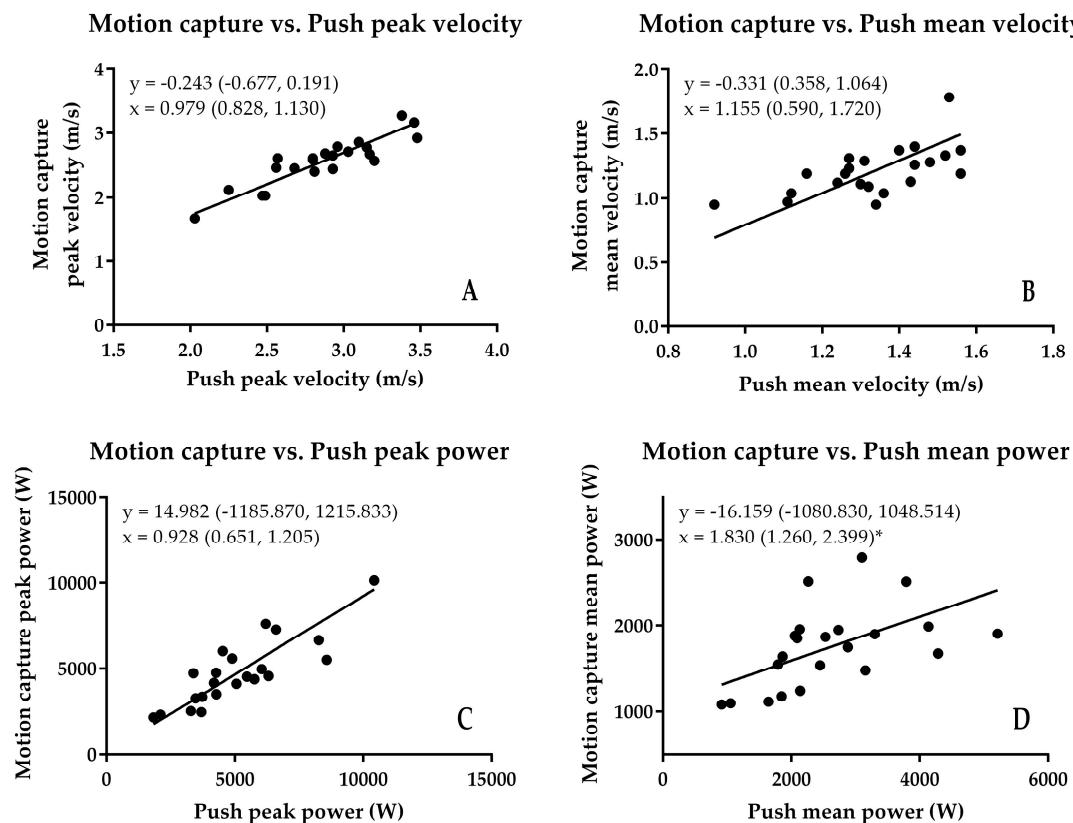 Motion capture vs. Push peak velocity
y = -0.243 (-0.677, 0.191)
x = 0.979 (0.828, 1.130)
Motion capture
peak velocity (m/s)
4
3
2
1
0
1.5 2.0 2.5 3.0 3.5 4.0
Push peak velocity (m/s)
A
Motion capture vs. Push mean velocity
y = -0.331 (0.358, 1.064)
x = 1.155 (0.590, 1.720)
Motion capture
mean velocity (m/s)
2.0
1.5
1.0
0.5
0.0
0.8 1.0 1.2 1.4 1.6 1.8
Push mean velocity (m/s)
B
Motion capture vs. Push peak power
y = 14.982 (-1185.870, 1215.833)
x = 0.928 (0.651, 1.205)
Motion capture peak power (W)
15000
10000
5000
0
0 5000 10000 15000
Push peak power (W)
C
Motion capture vs. Push mean power
y = -16.159 (-1080.830, 1048.514)
x = 1.830 (1.260, 2.399)*
Motion capture mean power (W)
3000
2000
1000
0 2000 4000 6000
Push mean power (W)
D